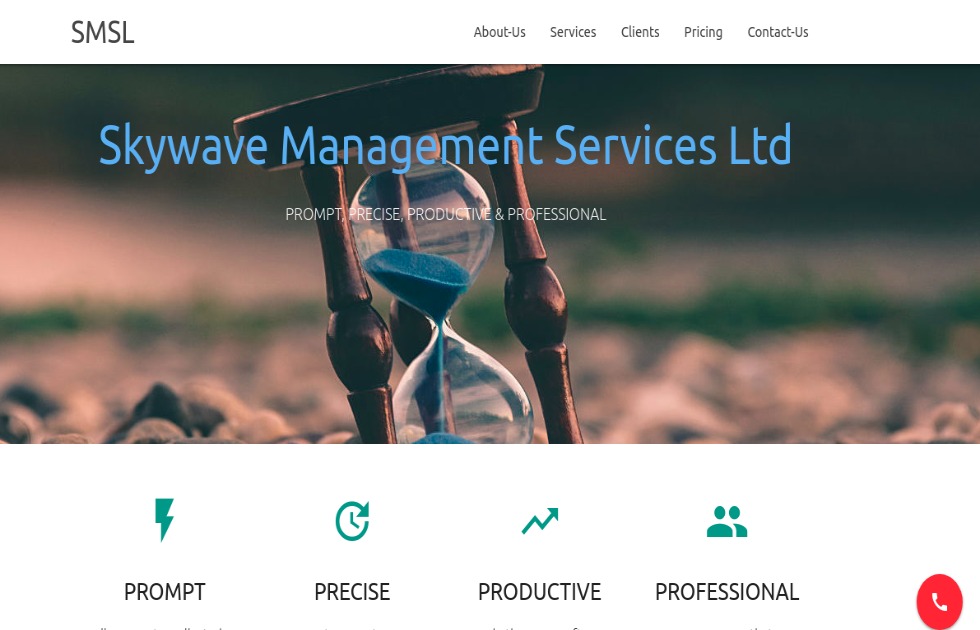 SMSL
About-Us Services Clients Pricing Contact-Us
Skywave Management Services Ltd
PROMPT, PRECISE, PRODUCTIVE & PROFESSIONAL
PROMPT PRECISE PRODUCTIVE PROFESSIONAL